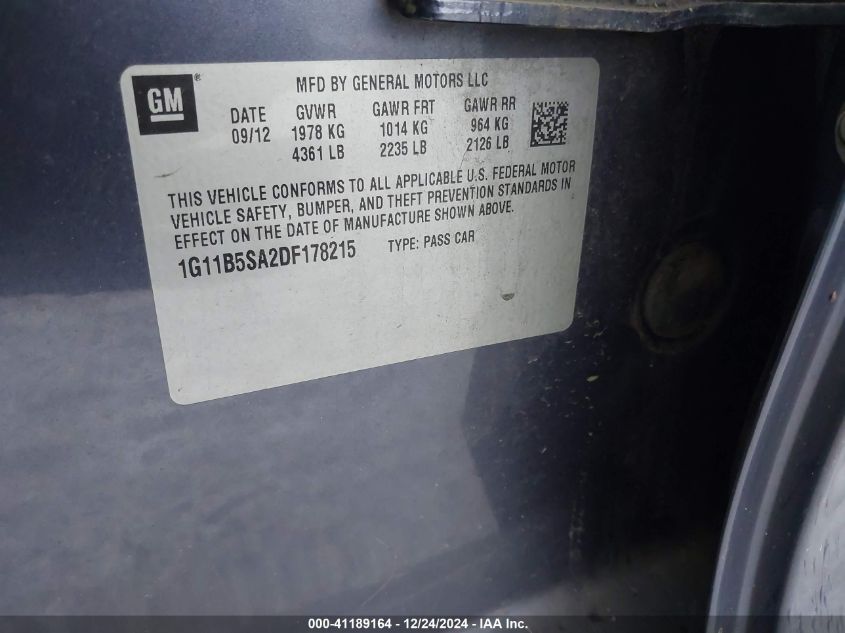 GM®
MFD BY GENERAL MOTORS LLC
DATE GVWR GAWR FRT GAWR RR
09/12 1978 KG 1014 KG 964 KG
4361 LB 2235 LB 2126 LB
THIS VEHICLE CONFORMS TO ALL APPLICABLE U.S. FEDERAL MOTOR
VEHICLE SAFETY, BUMPER, AND THEFT PREVENTION STANDARDS IN
EFFECT ON THE DATE OF MANUFACTURE SHOWN ABOVE.
1G11B5SA2DF178215 TYPE: PASS CAR
000-41189164 - 12/24/2024 - IAA Inc.